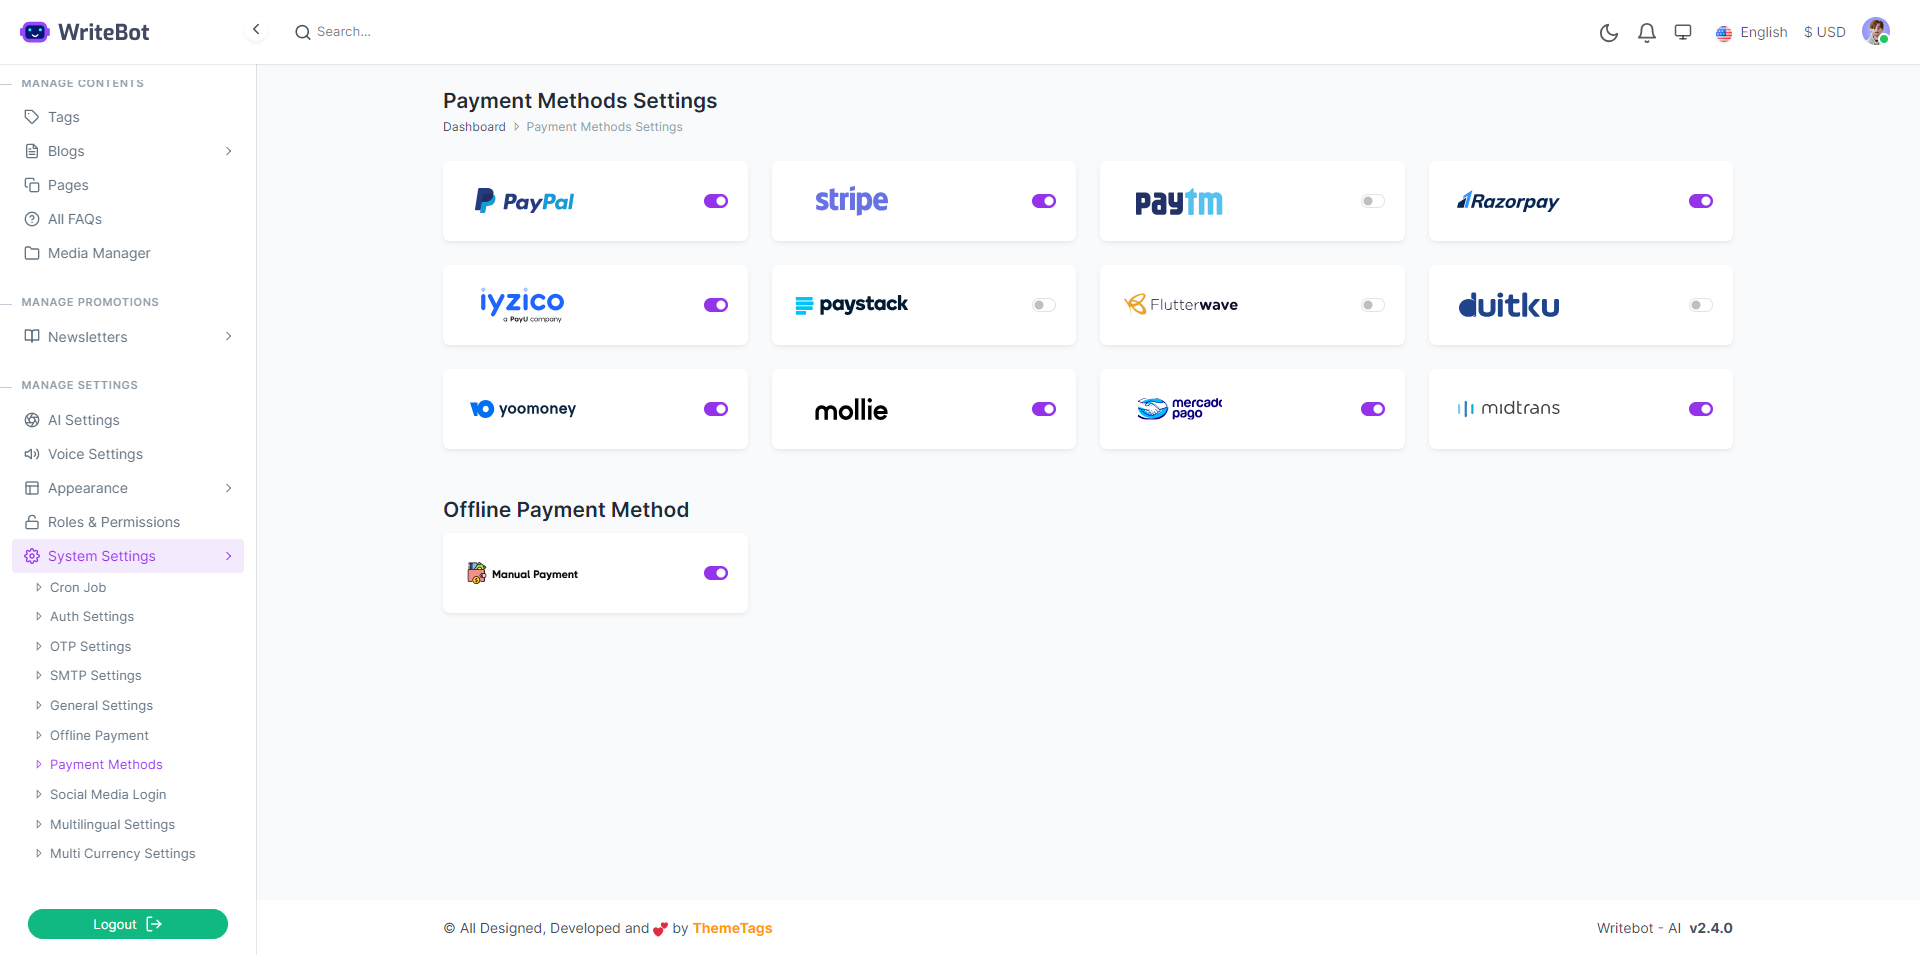 WriteBot
Search...
English
$ USD
MANAGE CONTENTS
Tags
Blogs
Pages
All FAQs
Media Manager
MANAGE PROMOTIONS
Newsletters
MANAGE SETTINGS
AI Settings
Voice Settings
Appearance
Roles & Permissions
System Settings
Cron Job
Auth Settings
OTP Settings
SMTP Settings
General Settings
Offline Payment
Payment Methods
Social Media Login
Multilingual Settings
Multi Currency Settings
Logout
Payment Methods Settings
Dashboard
Payment Methods Settings
PayPal
stripe
paytm
Razorpay
iyzico
a PayU company
paystack
Flutterwave
duitku
yoomoney
mollie
mercado
pago
midtrans
Offline Payment Method
Manual Payment
© All Designed, Developed and 💕 by ThemeTags
Writebot - AI v2.4.0